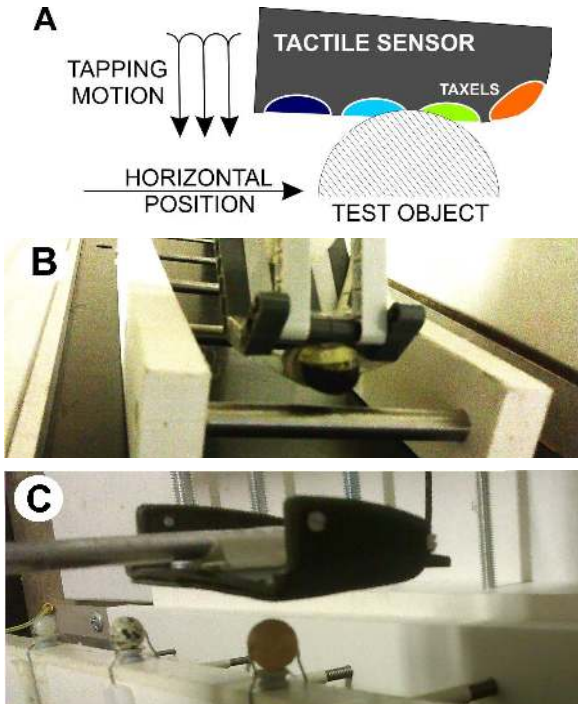 A
TACTILE SENSOR
TAPPING
MOTION
TAXELS
HORIZONTAL
POSITION
TEST OBJECT
B
C